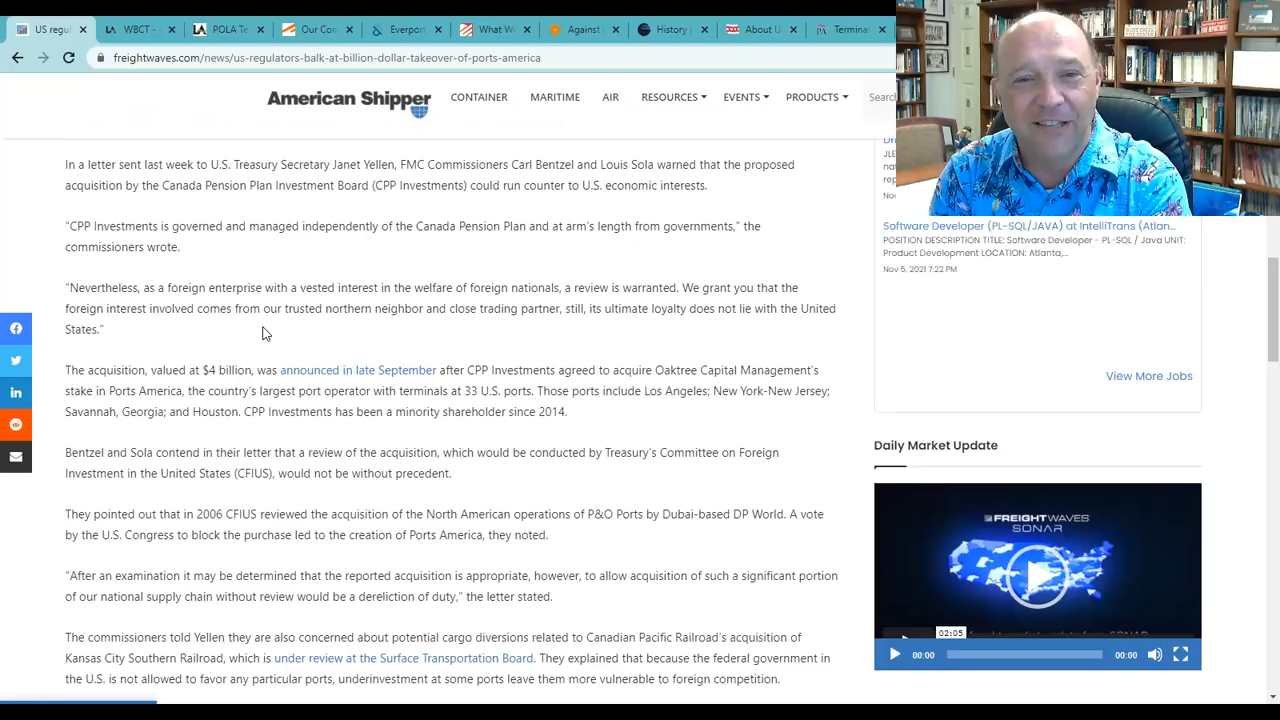 US regul
WBCT -
POLA Te
Our Con
Everport
What We
Against t
History |
About U
Terminal
freightwaves.com/news/us-regulators-balk-at-billion-dollar-takeover-of-ports-america
American Shipper
CONTAINER MARITIME AIR RESOURCES EVENTS PRODUCTS Search
In a letter sent last week to U.S. Treasury Secretary Janet Yellen, FMC Commissioners Carl Bentzel and Louis Sola warned that the proposed
acquisition by the Canada Pension Plan Investment Board (CPP Investments) could run counter to U.S. economic interests.
“CPP Investments is governed and managed independently of the Canada Pension Plan and at arm’s length from governments,” the
commissioners wrote.
“Nevertheless, as a foreign enterprise with a vested interest in the welfare of foreign nationals, a review is warranted. We grant you that the
foreign interest involved comes from our trusted northern neighbor and close trading partner, still, its ultimate loyalty does not lie with the United
States.”
The acquisition, valued at $4 billion, was announced in late September after CPP Investments agreed to acquire Oaktree Capital Management’s
stake in Ports America, the country’s largest port operator with terminals at 33 U.S. ports. Those ports include Los Angeles; New York-New Jersey;
Savannah, Georgia; and Houston. CPP Investments has been a minority shareholder since 2014.
Bentzel and Sola contend in their letter that a review of the acquisition, which would be conducted by Treasury’s Committee on Foreign
Investment in the United States (CFIUS), would not be without precedent.
They pointed out that in 2006 CFIUS reviewed the acquisition of the North American operations of P&O Ports by Dubai-based DP World. A vote
by the U.S. Congress to block the purchase led to the creation of Ports America, they noted.
“After an examination it may be determined that the reported acquisition is appropriate, however, to allow acquisition of such a significant portion
of our national supply chain without review would be a dereliction of duty,” the letter stated.
The commissioners told Yellen they are also concerned about potential cargo diversions related to Canadian Pacific Railroad’s acquisition of
Kansas City Southern Railroad, which is under review at the Surface Transportation Board. They explained that because the federal government in
the U.S. is not allowed to favor any particular ports, underinvestment at some ports leave them more vulnerable to foreign competition.
Dri
JLE
nat
rep
Nov
Software Developer (PL-SQL/JAVA) at IntelliTrans (Atlan...
POSITION DESCRIPTION TITLE: Software Developer - PL-SQL / Java UNIT:
Product Development LOCATION: Atlanta,...
Nov 5, 2021 7:22 PM
View More Jobs
Daily Market Update
FREIGHTWAVES
SONAR
02:05
00:00 00:00